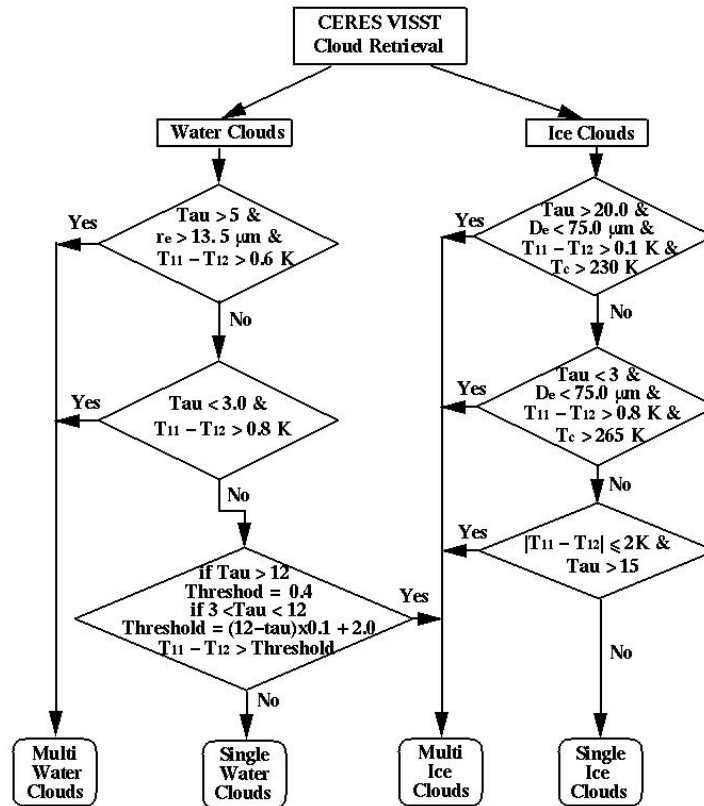 CERES VISST
Cloud Retrieval
Water Clouds
Ice Clouds
Yes
Tau > 5 &
re > 13.5 μm &
T11 − T12 > 0.6 K
No
Yes
Tau > 20.0 &
De < 75.0 μm &
T11 − T12 > 0.1 K &
Tc > 230 K
No
Yes
Tau < 3.0 &
T11 − T12 > 0.8 K
No
Yes
Tau < 3 &
De < 75.0 μm &
T11 − T12 > 0.8 K &
Tc > 265 K
No
if Tau > 12
Threshod = 0.4
if 3 < Tau < 12
Threshold = (12−tau)x0.1 + 2.0
T11 − T12 > Threshold
Yes
No
Yes
|T11 − T12| ⩽ 2K &
Tau > 15
No
Multi
Water
Clouds
Single
Water
Clouds
Multi
Ice
Clouds
Single
Ice
Clouds